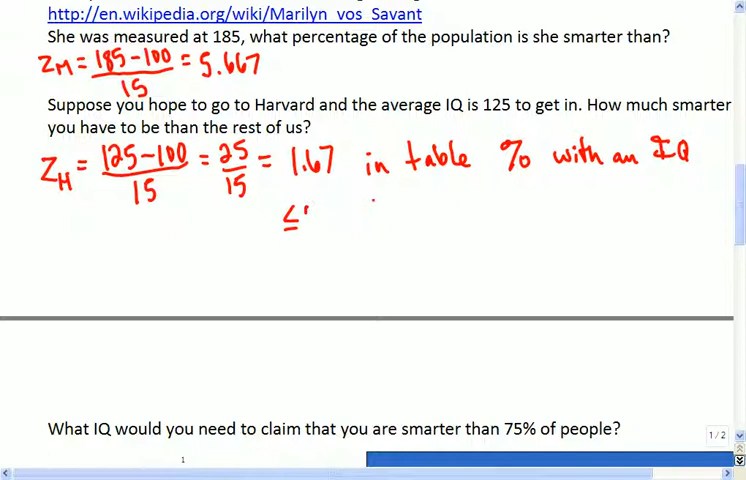 http://en.wikipedia.org/wiki/Marilyn_vos_Savant
She was measured at 185, what percentage of the population is she smarter than?
Z_M = (185-100)/15 = 5.667
Suppose you hope to go to Harvard and the average IQ is 125 to get in. How much smarter
you have to be than the rest of us?
Z_H = (125-100)/15 = 25/15 = 1.67 in table % with an IQ
≤
What IQ would you need to claim that you are smarter than 75% of people?
1
1/2